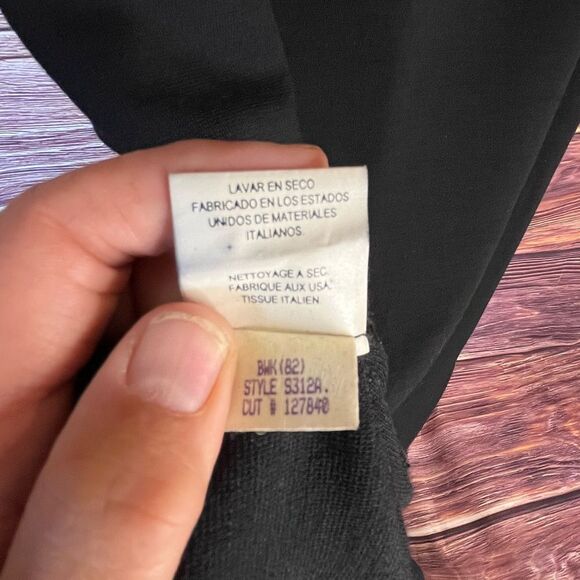 LAVAR EN SECO
FABRICADO EN LOS ESTADOS
UNIDOS DE MATERIALES
ITALIANOS.
NETTOYAGE A SEC.
FABRIQUE AUX USA.
TISSUE ITALIEN.
BWK(82)
STYLE S312A.
CUT # 127840